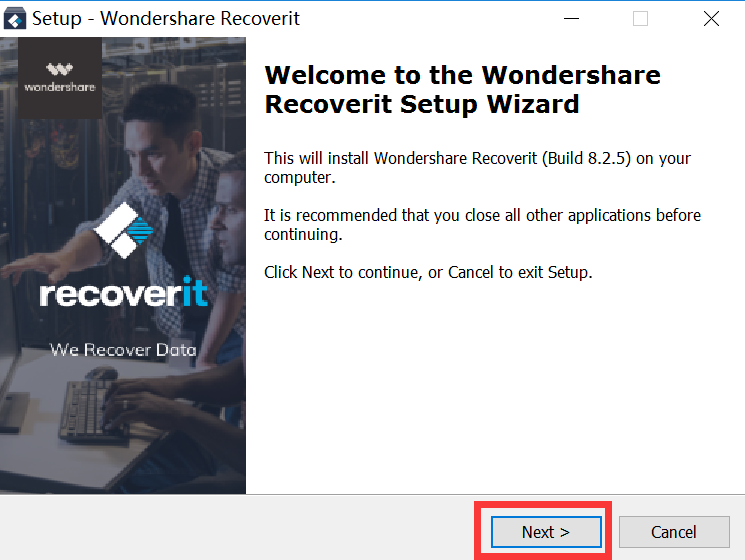 Setup - Wondershare Recoverit
wondershare
recoverit
We Recover Data
Welcome to the Wondershare
Recoverit Setup Wizard
This will install Wondershare Recoverit (Build 8.2.5) on your
computer.
It is recommended that you close all other applications before
continuing.
Click Next to continue, or Cancel to exit Setup.
Next >
Cancel